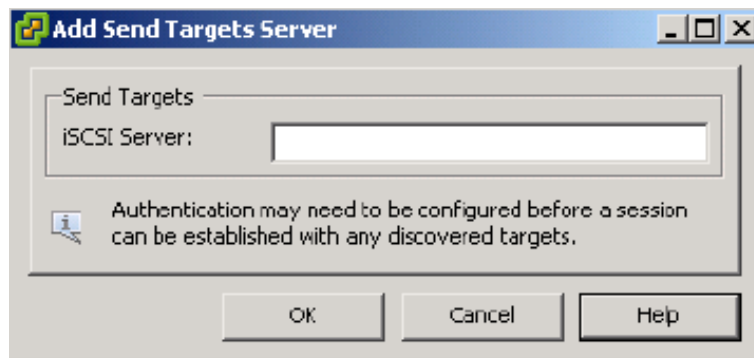 Add Send Targets Server
Send Targets
iSCSI Server:
Authentication may need to be configured before a session
can be established with any discovered targets.
OK
Cancel
Help